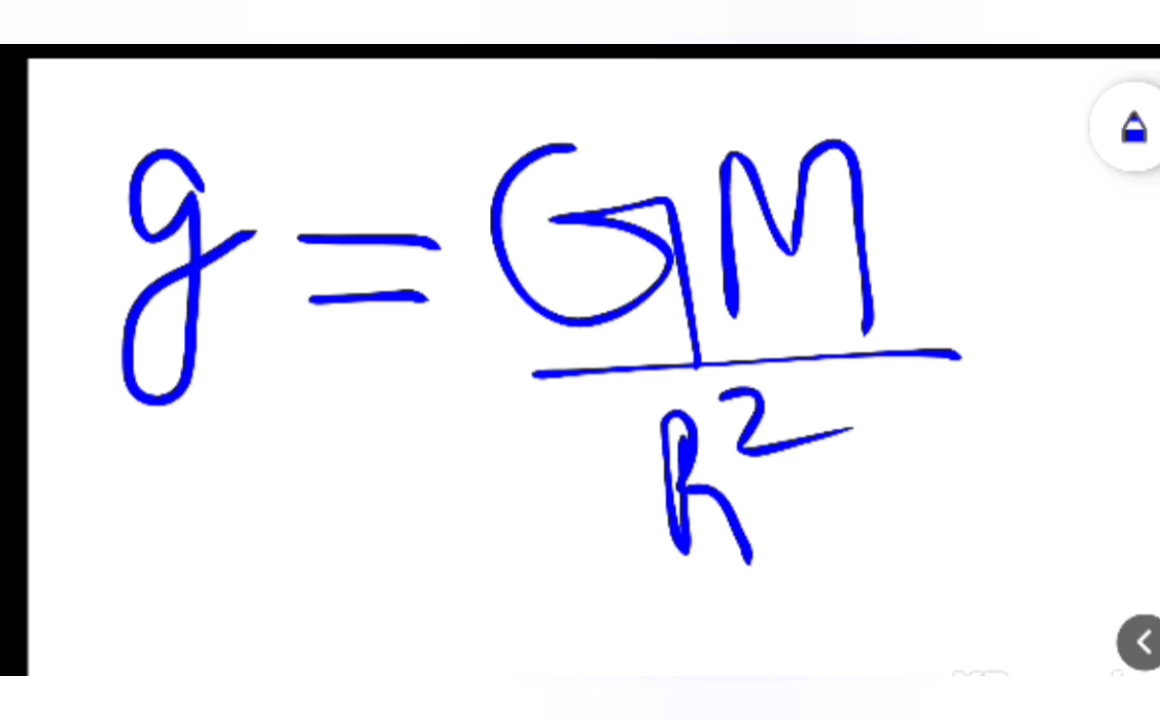 g = GM / R²